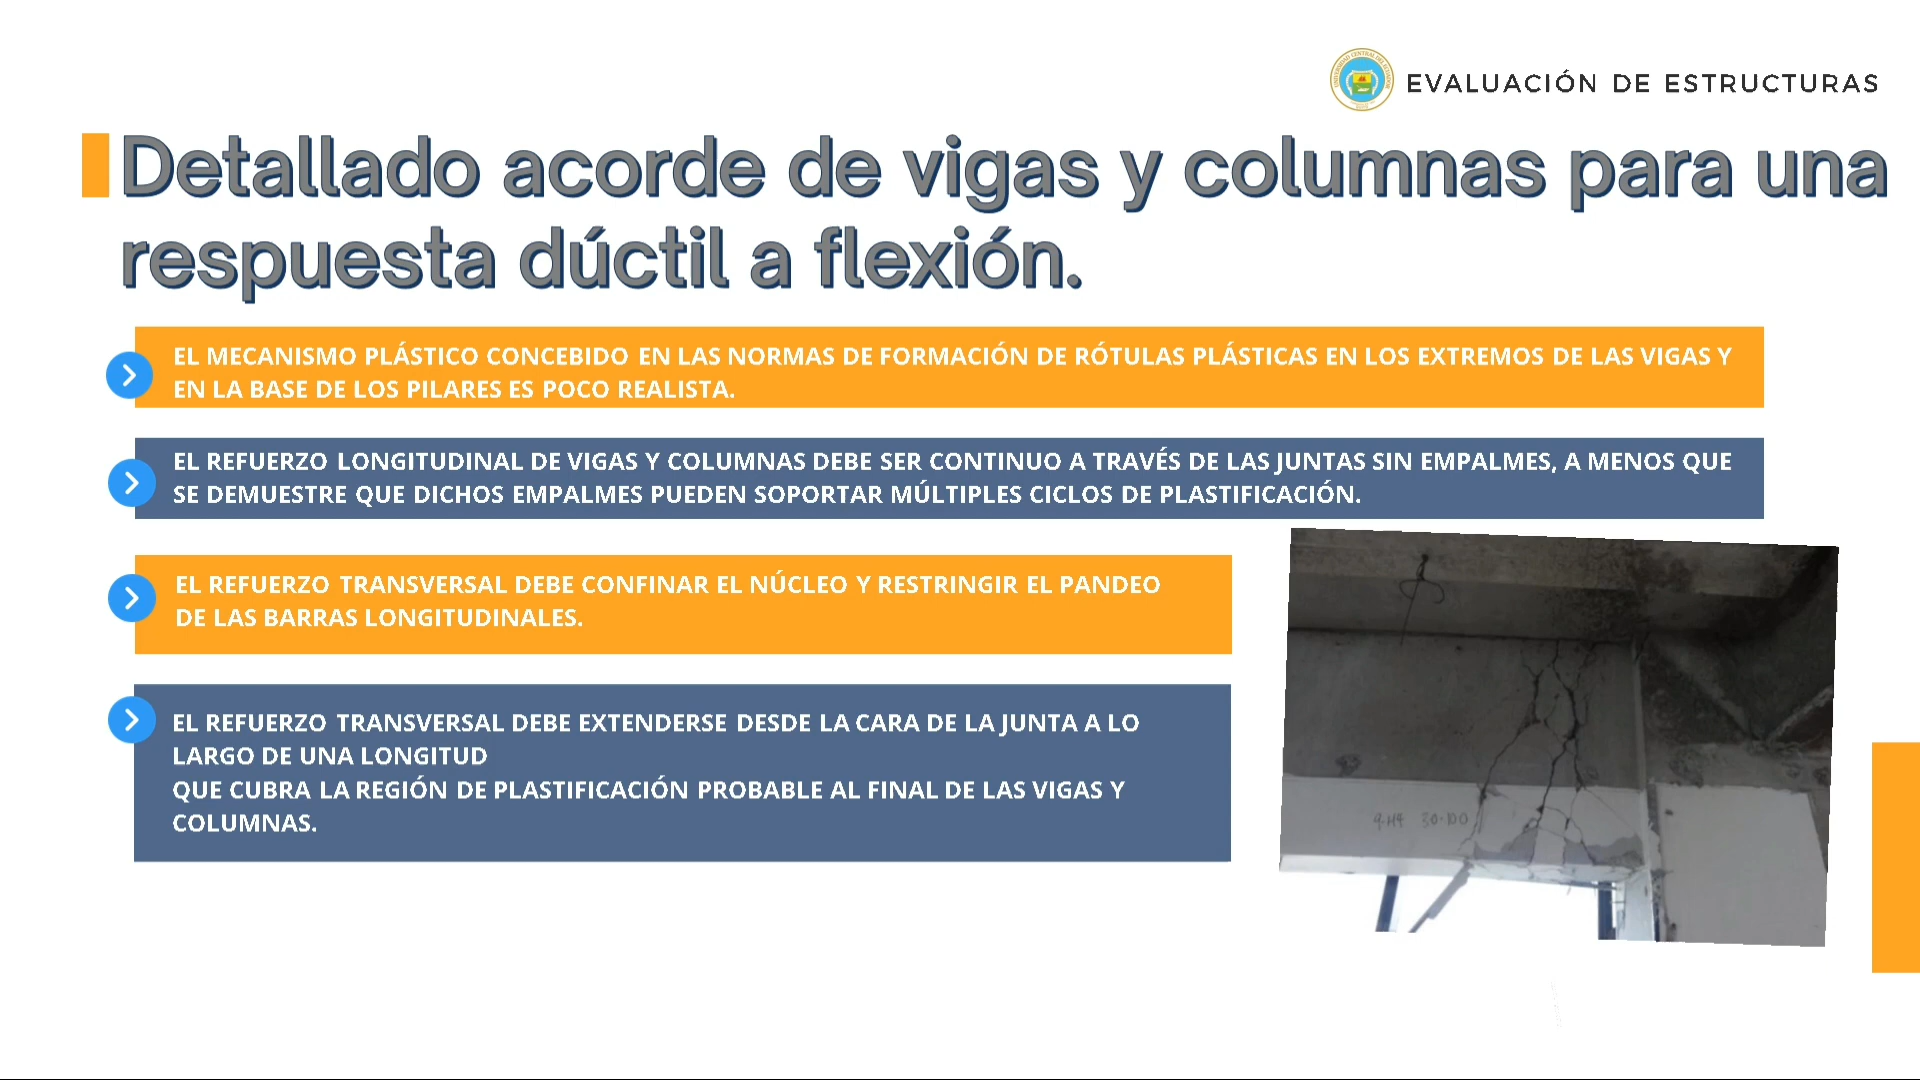 EVALUACIÓN DE ESTRUCTURAS
Detallado acorde de vigas y columnas para una
respuesta dúctil a flexión.
EL MECANISMO PLÁSTICO CONCEBIDO EN LAS NORMAS DE FORMACIÓN DE RÓTULAS PLÁSTICAS EN LOS EXTREMOS DE LAS VIGAS Y
EN LA BASE DE LOS PILARES ES POCO REALISTA.
EL REFUERZO LONGITUDINAL DE VIGAS Y COLUMNAS DEBE SER CONTINUO A TRAVÉS DE LAS JUNTAS SIN EMPALMES, A MENOS QUE
SE DEMUESTRE QUE DICHOS EMPALMES PUEDEN SOPORTAR MÚLTIPLES CICLOS DE PLASTIFICACIÓN.
EL REFUERZO TRANSVERSAL DEBE CONFINAR EL NÚCLEO Y RESTRINGIR EL PANDEO
DE LAS BARRAS LONGITUDINALES.
EL REFUERZO TRANSVERSAL DEBE EXTENDERSE DESDE LA CARA DE LA JUNTA A LO
LARGO DE UNA LONGITUD
QUE CUBRA LA REGIÓN DE PLASTIFICACIÓN PROBABLE AL FINAL DE LAS VIGAS Y
COLUMNAS.